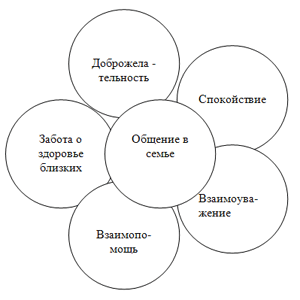 Доброжела -
тельность
Спокойствие
Забота о
здоровье
близких
Общение в
семье
Взаимоува-
жение
Взаимопо-
мощь